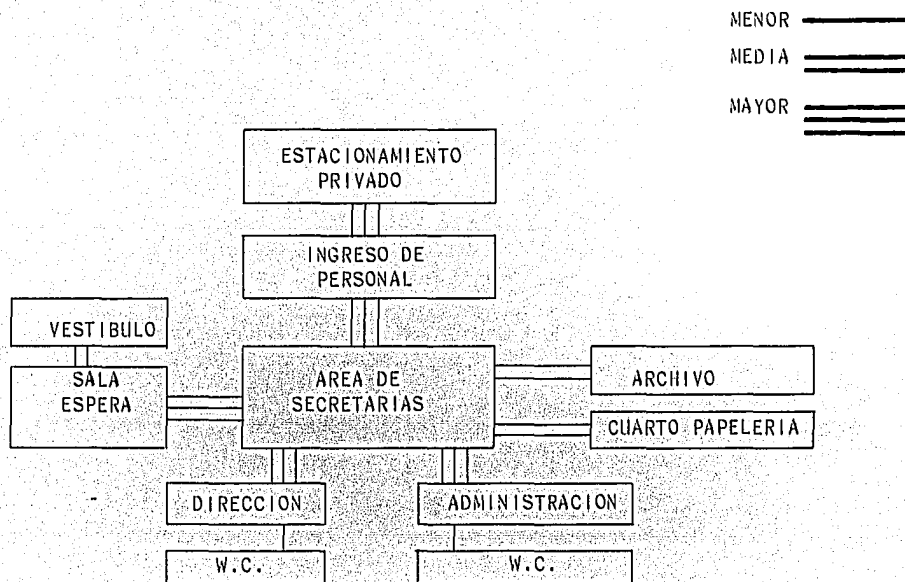 MENOR
MEDIA
MAYOR
ESTACIONAMIENTO
PRIVADO
INGRESO DE
PERSONAL
VESTIBULO
SALA
ESPERA
AREA DE
SECRETARIAS
ARCHIVO
CUARTO PAPELERIA
DIRECCION
ADMINISTRACION
W.C.
W.C.